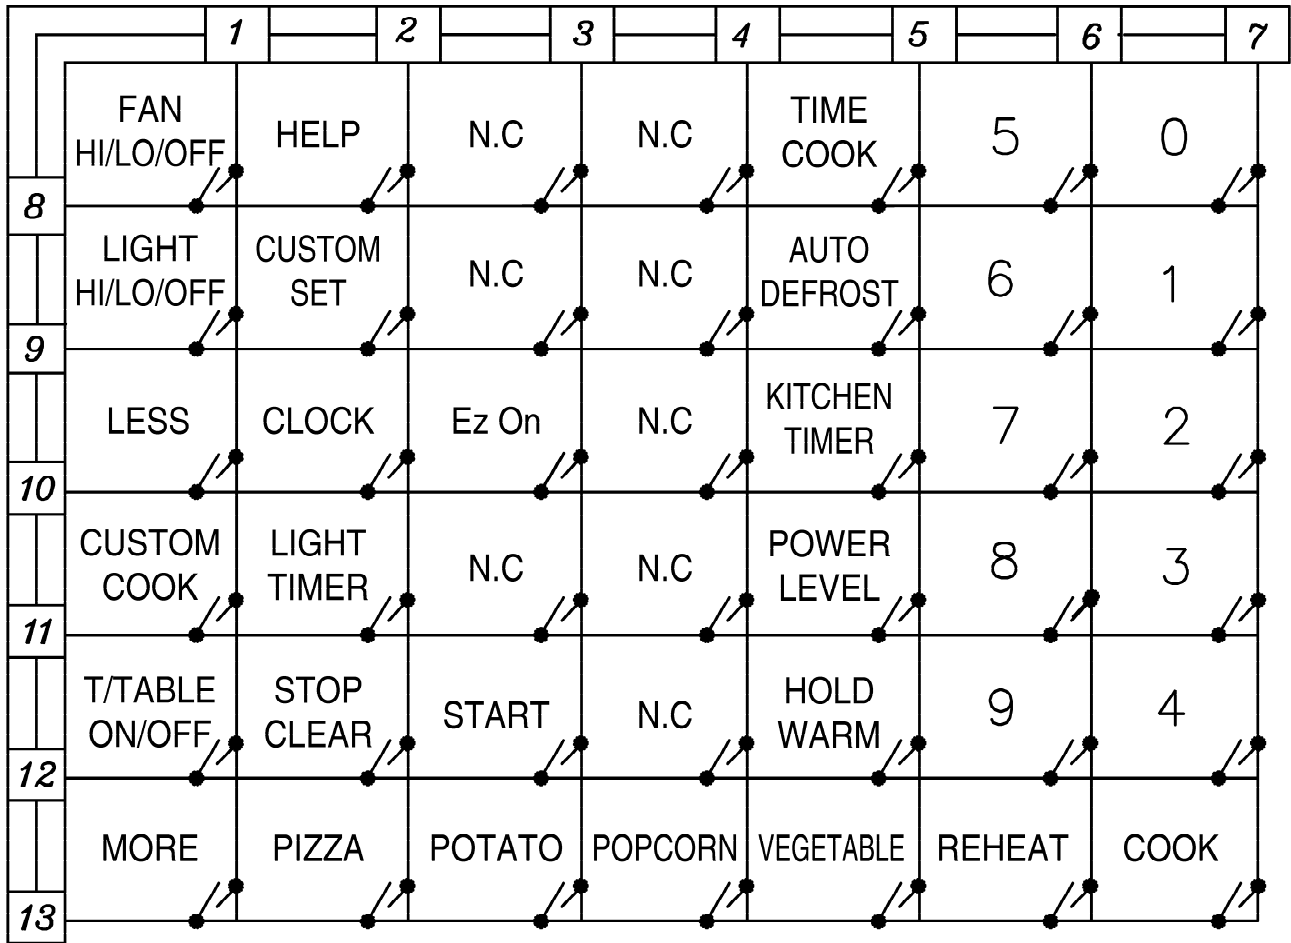 1 2 3 4 5 6 7
FAN
HI/LO/OFF
HELP
N.C
N.C
TIME
COOK
5
0
8
LIGHT
HI/LO/OFF
CUSTOM
SET
N.C
N.C
AUTO
DEFROST
6
1
9
LESS
CLOCK
Ez On
N.C
KITCHEN
TIMER
7
2
10
CUSTOM
COOK
LIGHT
TIMER
N.C
N.C
POWER
LEVEL
8
3
11
T/TABLE
ON/OFF
STOP
CLEAR
START
N.C
HOLD
WARM
9
4
12
MORE
PIZZA
POTATO
POPCORN
VEGETABLE
REHEAT
COOK
13